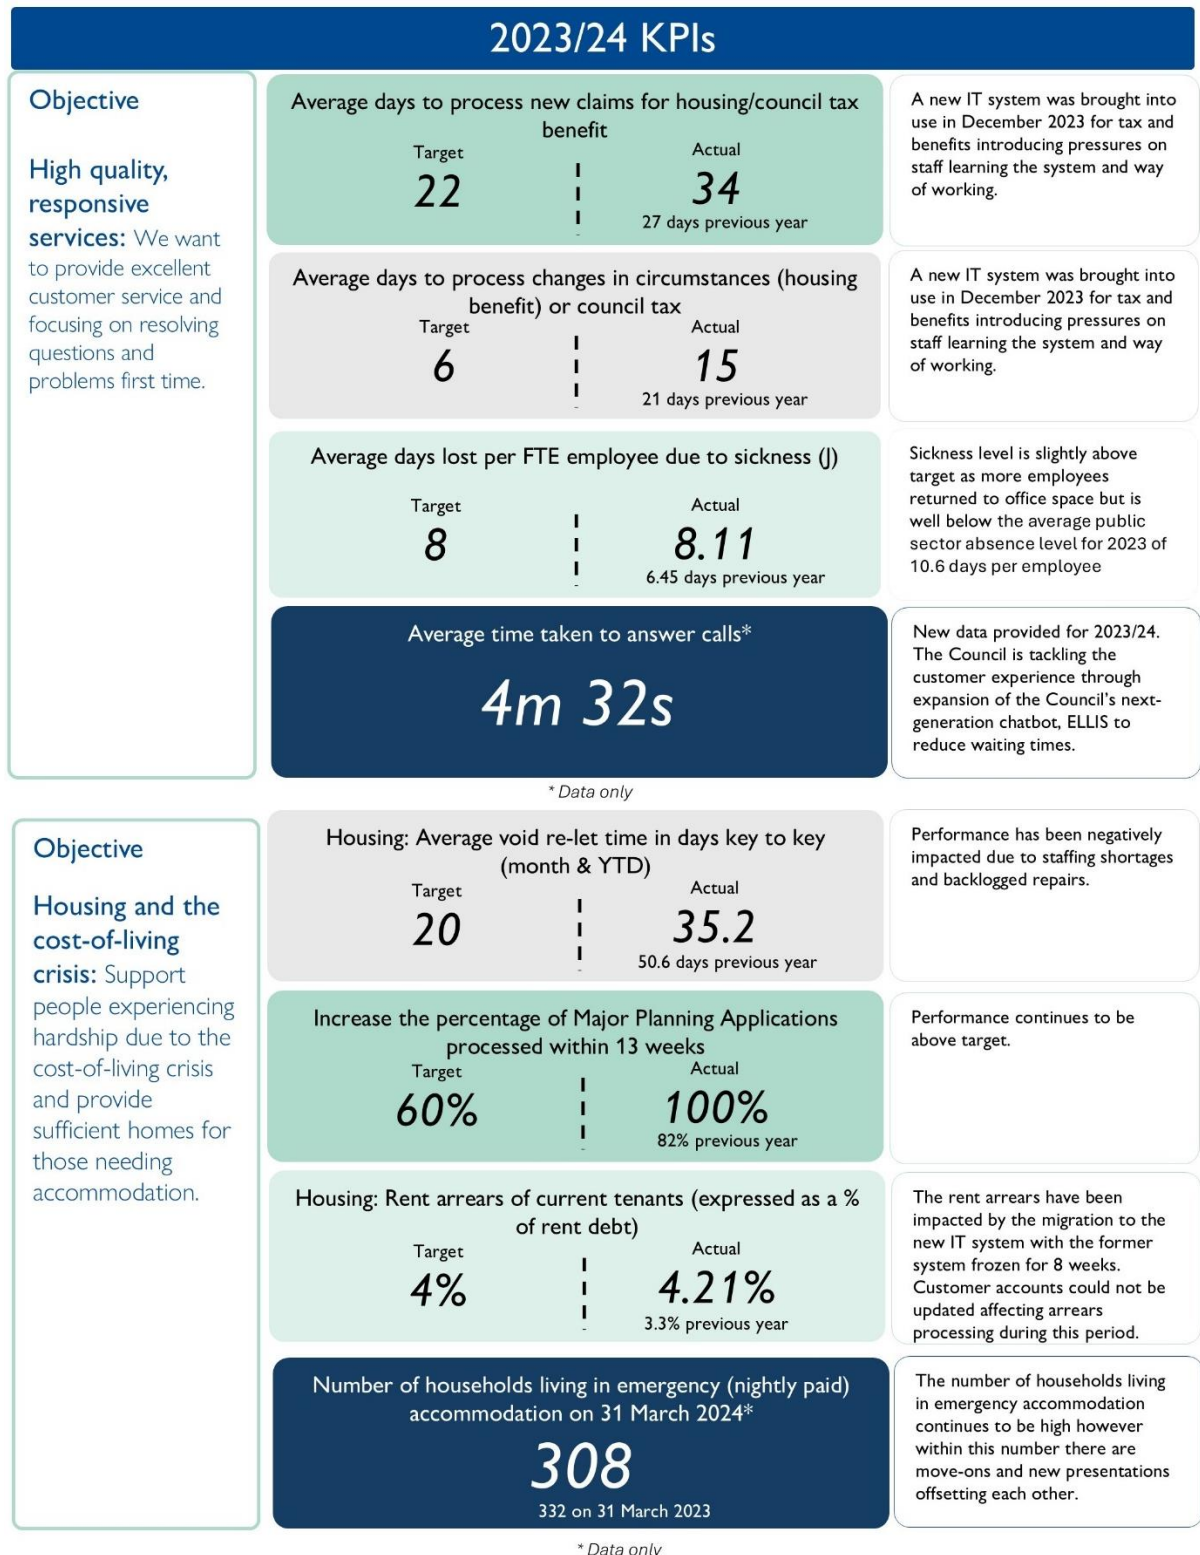 2023/24 KPIs
Objective
High quality,
responsive
services: We want
to provide excellent
customer service and
focusing on resolving
questions and
problems first time.
Average days to process new claims for housing/council tax
benefit
Target
22
Actual
34
27 days previous year
A new IT system was brought into
use in December 2023 for tax and
benefits introducing pressures on
staff learning the system and way
of working.
Average days to process changes in circumstances (housing
benefit) or council tax
Target
6
Actual
15
21 days previous year
A new IT system was brought into
use in December 2023 for tax and
benefits introducing pressures on
staff learning the system and way
of working.
Average days lost per FTE employee due to sickness (J)
Target
8
Actual
8.11
6.45 days previous year
Sickness level is slightly above
target as more employees
returned to office space but is
well below the average public
sector absence level for 2023 of
10.6 days per employee
Average time taken to answer calls*
4m 32s
New data provided for 2023/24.
The Council is tackling the
customer experience through
expansion of the Council's next-
generation chatbot, ELLIS to
reduce waiting times.
* Data only
Objective
Housing and the
cost-of-living
crisis: Support
people experiencing
hardship due to the
cost-of-living crisis
and provide
sufficient homes for
those needing
accommodation.
Housing: Average void re-let time in days key to key
(month & YTD)
Target
20
Actual
35.2
50.6 days previous year
Performance has been negatively
impacted due to staffing shortages
and backlogged repairs.
Increase the percentage of Major Planning Applications
processed within 13 weeks
Target
60%
Actual
100%
82% previous year
Performance continues to be
above target.
Housing: Rent arrears of current tenants (expressed as a %
of rent debt)
Target
4%
Actual
4.21%
3.3% previous year
The rent arrears have been
impacted by the migration to the
new IT system with the former
system frozen for 8 weeks.
Customer accounts could not be
updated affecting arrears
processing during this period.
Number of households living in emergency (nightly paid)
accommodation on 31 March 2024*
308
332 on 31 March 2023
The number of households living
in emergency accommodation
continues to be high however
within this number there are
move-ons and new presentations
offsetting each other.
* Data only